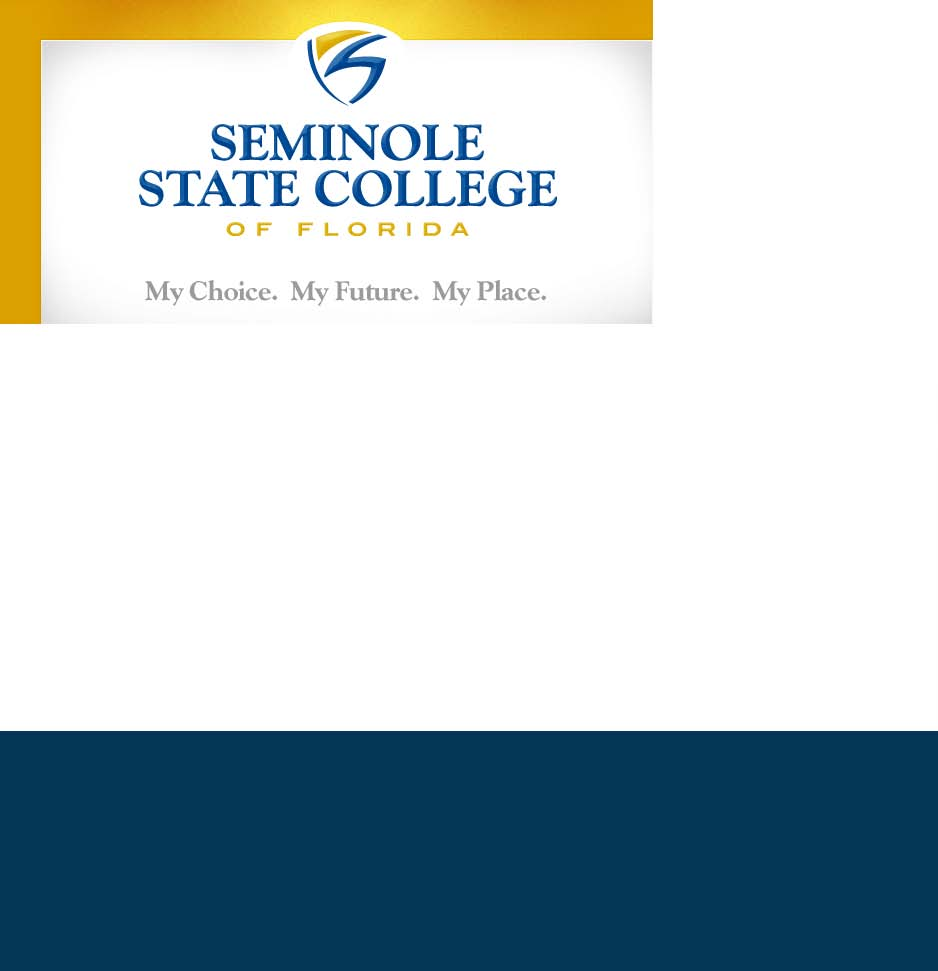 SEMINOLE
STATE COLLEGE
OF FLORIDA
My Choice. My Future. My Place.